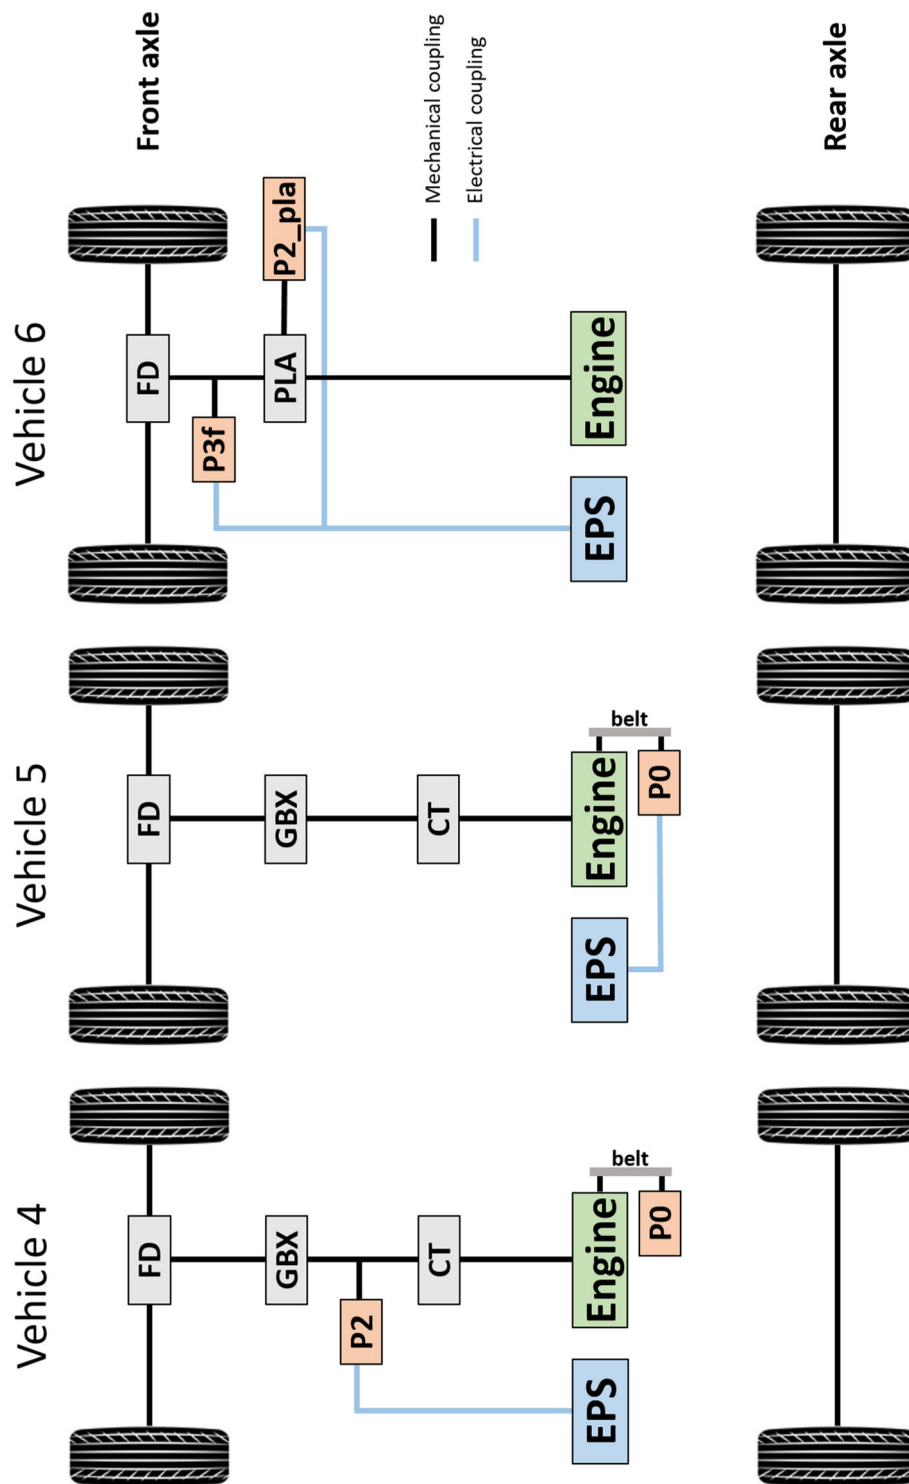 Vehicle 4
Vehicle 5
Vehicle 6
FD
FD
FD
Front axle
P3f
GBX
GBX
PLA
P2_pla
P2
CT
CT
Mechanical coupling
Electrical coupling
EPS
Engine
belt
EPS
Engine
belt
EPS
Engine
P0
P0
Rear axle